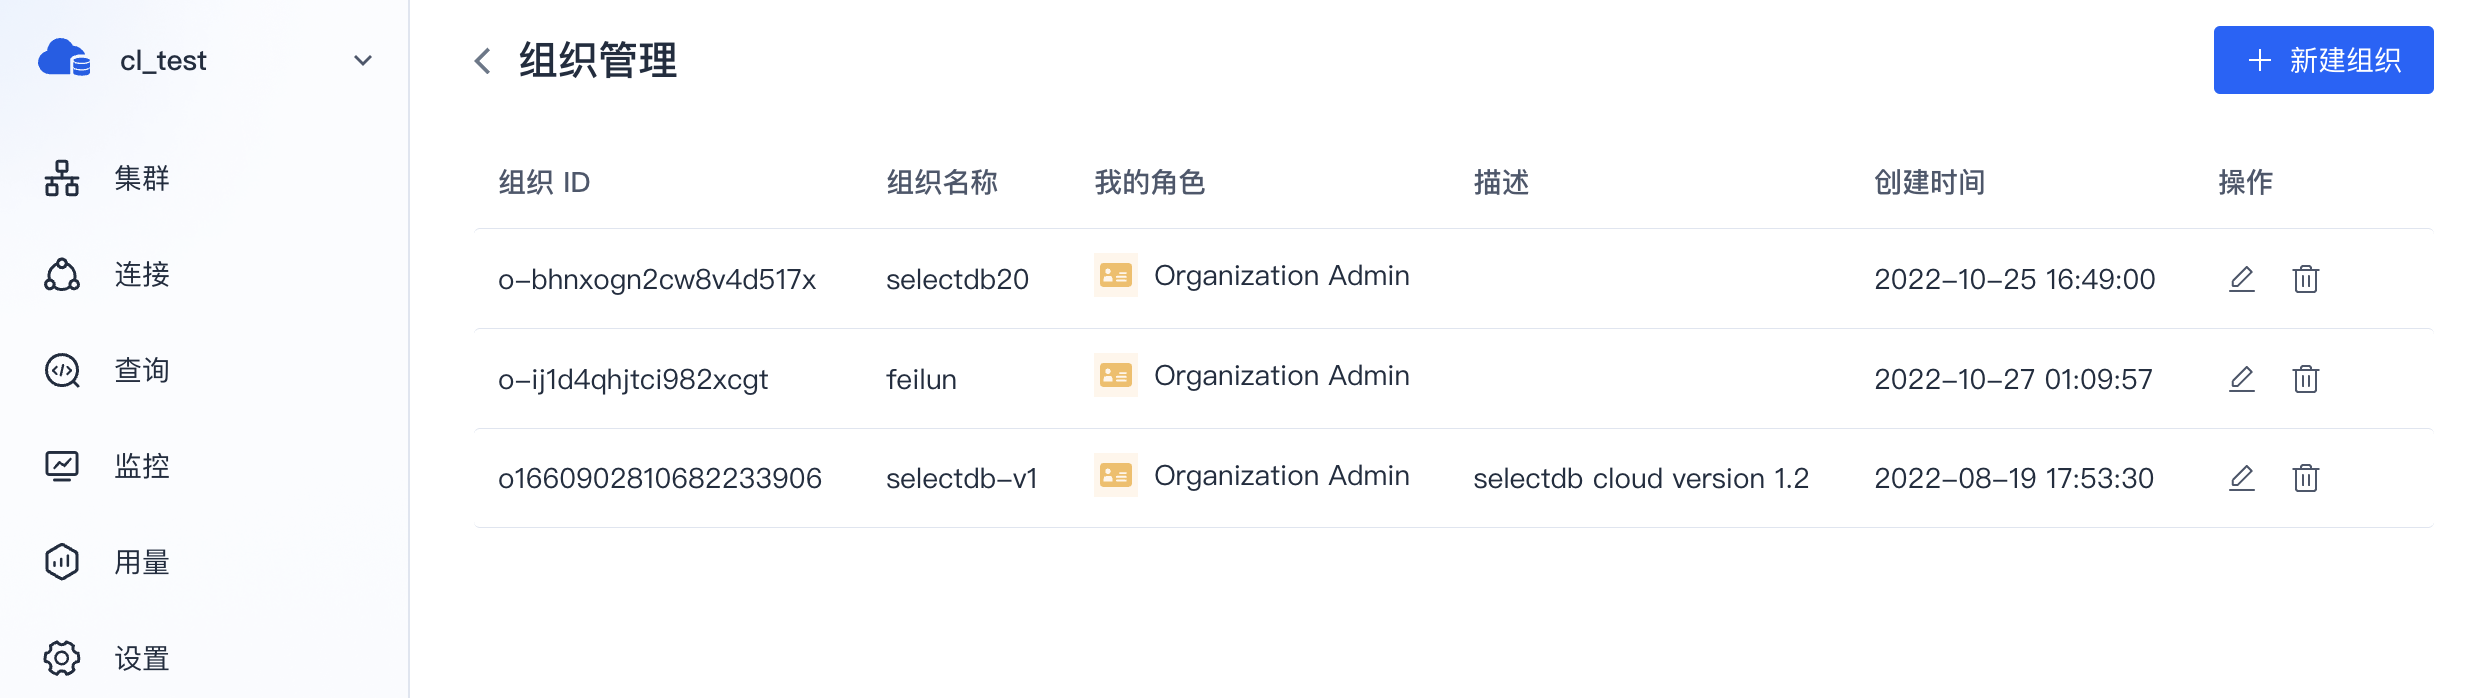 cl_test
集群
连接
查询
监控
用量
设置
组织管理
新建组织
组织 ID 组织名称 我的角色 描述 创建时间 操作
o-bhnxogn2cw8v4d517x selectdb20 Organization Admin 2022-10-25 16:49:00
o-ij1d4qhjtci982xcgt feilun Organization Admin 2022-10-27 01:09:57
o1660902810682233906 selectdb-v1 Organization Admin selectdb cloud version 1.2 2022-08-19 17:53:30